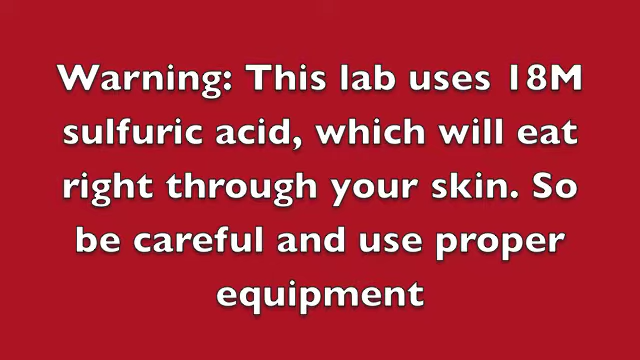 Warning: This lab uses 18M
sulfuric acid, which will eat
right through your skin. So
be careful and use proper
equipment